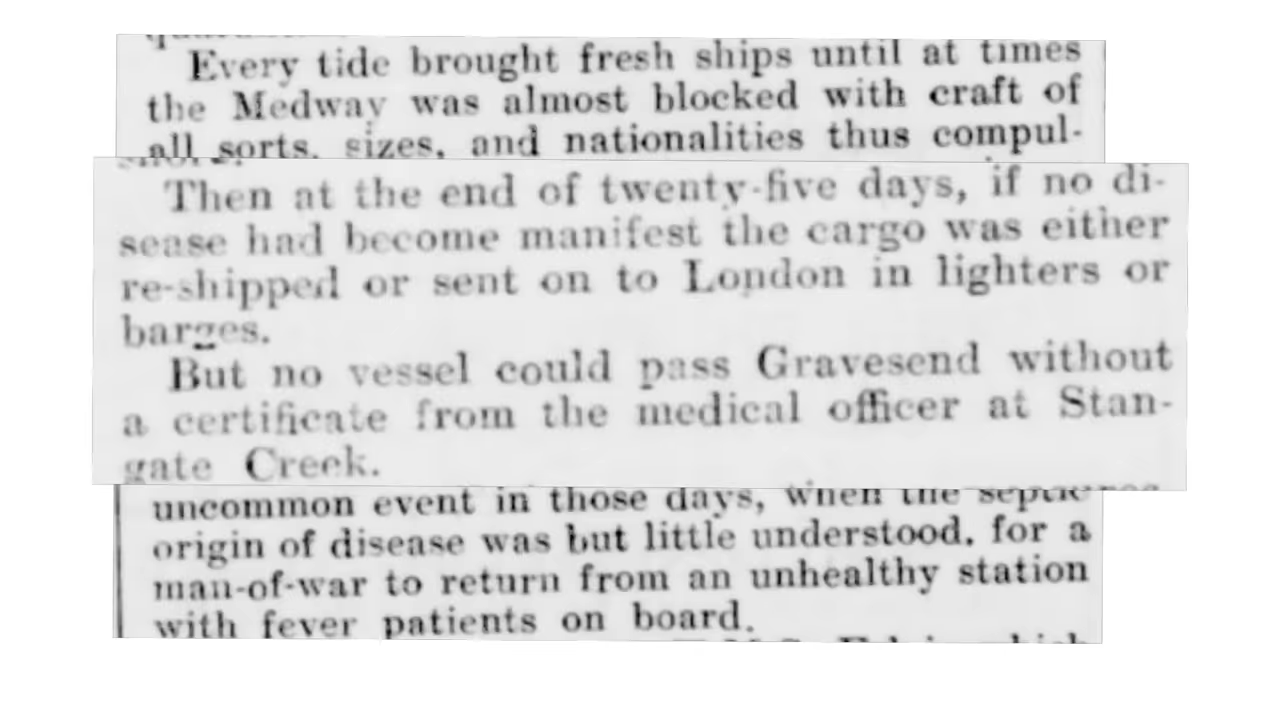 Every tide brought fresh ships until at times
the Medway was almost blocked with craft of
all sorts, sizes, and nationalities thus compul-
Then at the end of twenty-five days, if no di-
sease had become manifest the cargo was either
re-shipped or sent on to London in lighters or
barges.
But no vessel could pass Gravesend without
a certificate from the medical officer at Stan-
gate Creek.
uncommon event in those days, when the
origin of disease was but little understood, for a
man-of-war to return from an unhealthy station
with fever patients on board.